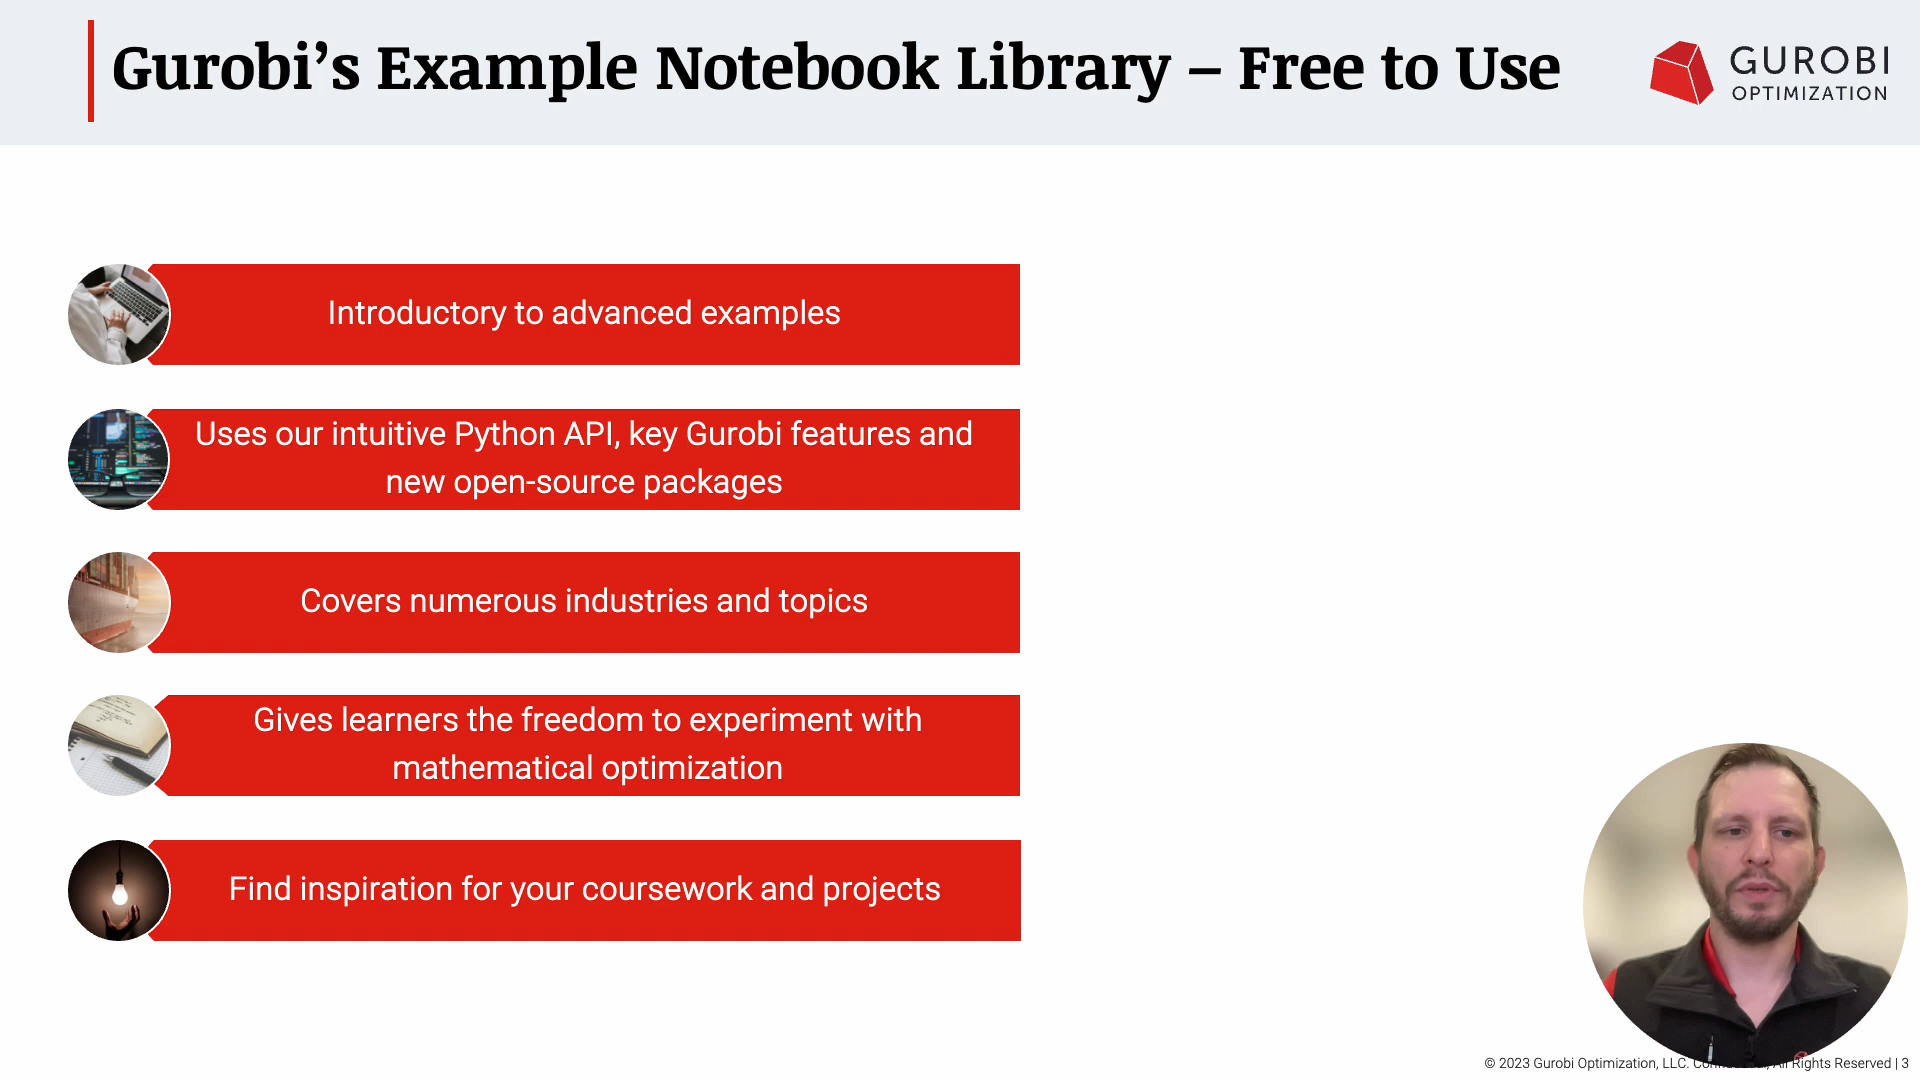 Gurobi’s Example Notebook Library – Free to Use
GUROBI
OPTIMIZATION
Introductory to advanced examples
Uses our intuitive Python API, key Gurobi features and
new open-source packages
Covers numerous industries and topics
Gives learners the freedom to experiment with
mathematical optimization
Find inspiration for your coursework and projects
© 2023 Gurobi Optimization, LLC. All Rights Reserved | 3